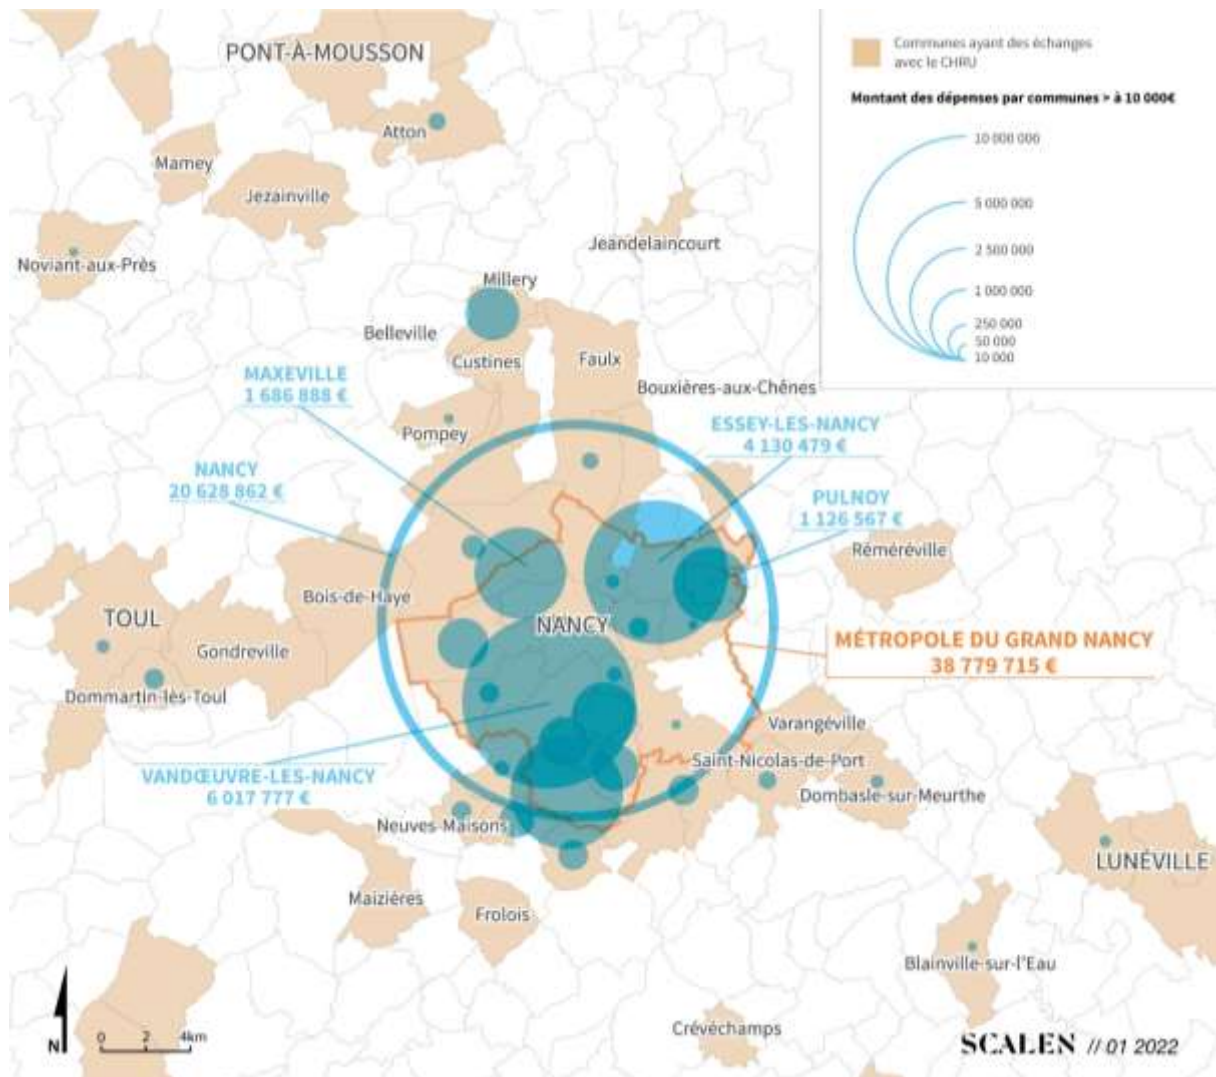 PONT-À-MOUSSON
Atton
Mamey
Jezainville
Noviant-aux-Près
Jeandelaincourt
Millery
Belleville
Custines
Faulx
Bouxières-aux-Chênes
Pompey
MAXEVILLE
1 686 888 €
NANCY
20 628 862 €
ESSEY-LES-NANCY
4 130 479 €
PULNOY
1 126 567 €
Réméréville
Bois-de-Haye
TOUL
Gondreville
Dommartin-lès-Toul
NANCY
MÉTROPOLE DU GRAND NANCY
38 779 715 €
VANDŒUVRE-LES-NANCY
6 017 777 €
Varangéville
Saint-Nicolas-de-Port
Dombasle-sur-Meurthe
Neuves-Maisons
LUNÉVILLE
Maizières
Frolois
Blainville-sur-l'Eau
Crévéchamps
Communes ayant des échanges
avec le CHRU
Montant des dépenses par communes > à 10 000€
10 000 000
5 000 000
2 500 000
1 000 000
250 000
50 000
10 000
N
0 2 4km
SCALEN // 01 2022